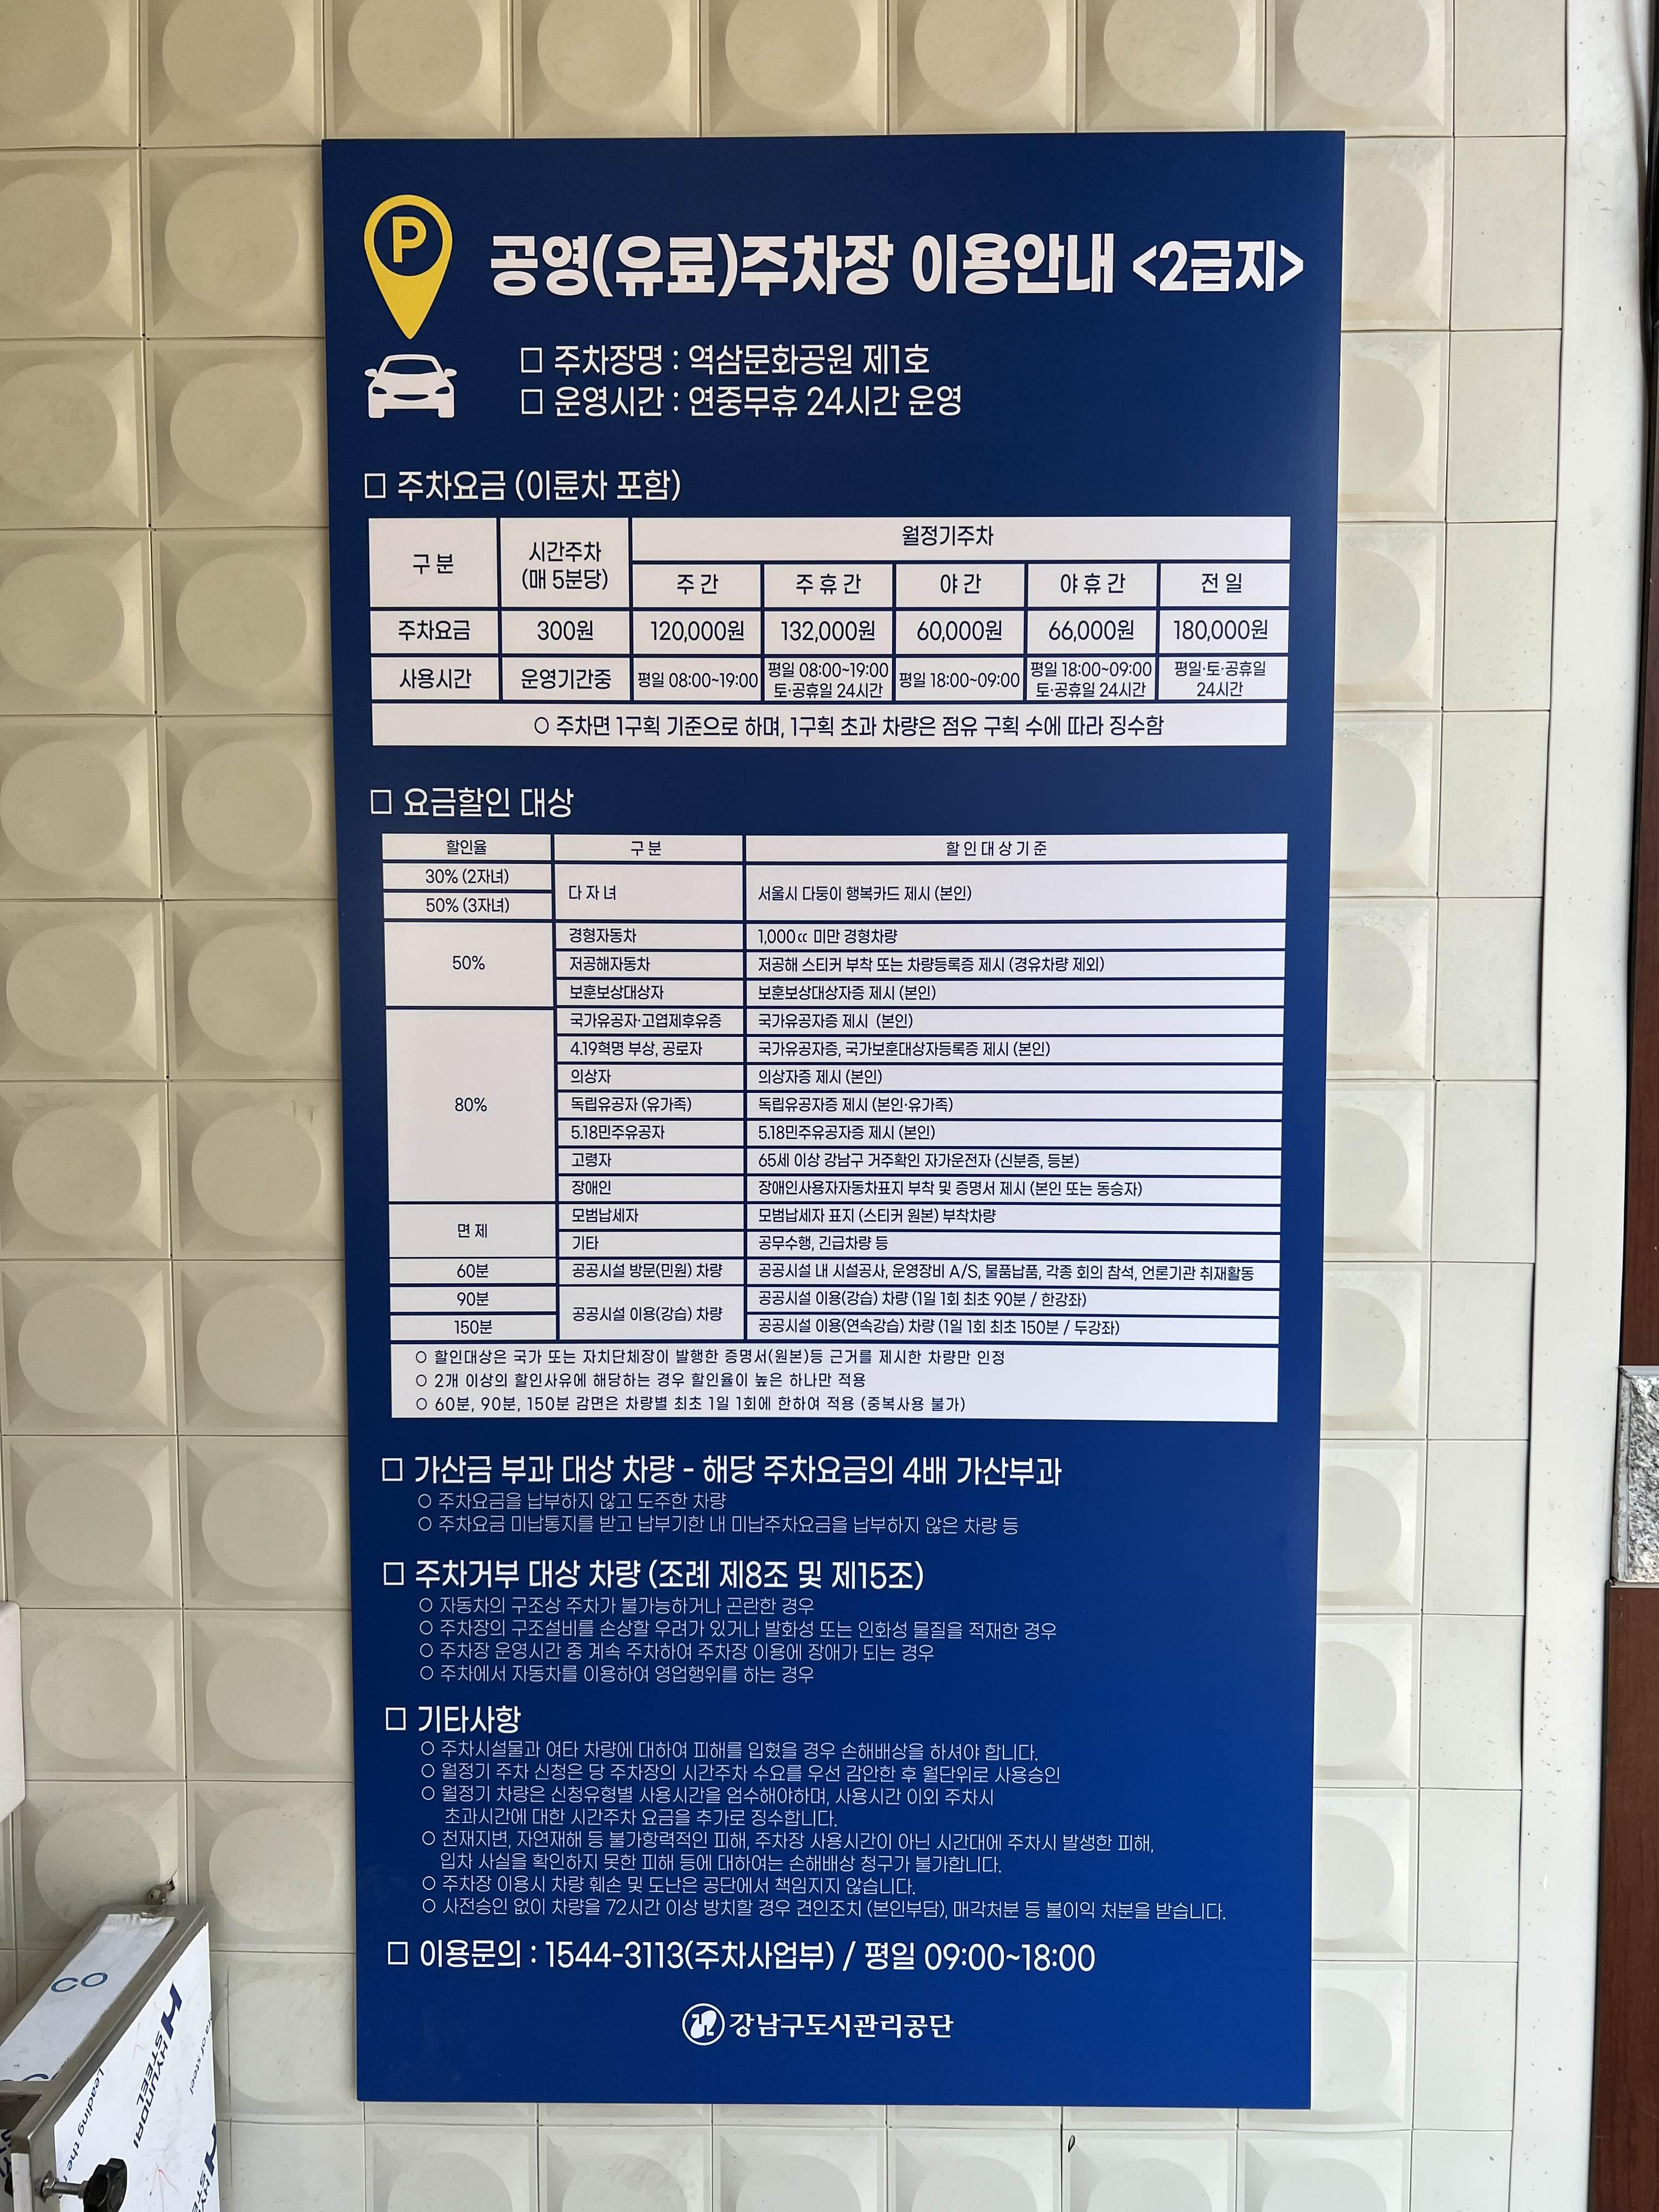 P
공영(유료)주차장 이용안내 <2급지>
□ 주차장명 : 역삼문화공원 제1호
□ 운영시간 : 연중무휴 24시간 운영
□ 주차요금 (이륜차 포함)
구 분 시간주차 (매 5분당) 월정기주차
주 간 주 휴 간 야 간 야 휴 간 전 일
주차요금 300원 120,000원 132,000원 60,000원 66,000원 180,000원
사용시간 운영기간중 평일 08:00~19:00 평일 08:00~19:00 토·공휴일 24시간 평일 18:00~09:00 평일 18:00~09:00 토·공휴일 24시간 평일·토·공휴일 24시간
○ 주차면 1구획 기준으로 하며, 1구획 초과 차량은 점유 구획 수에 따라 징수함
□ 요금할인 대상
할인율 구 분 할 인 대 상 기 준
30% (2자녀) 다 자 녀 서울시 다둥이 행복카드 제시 (본인)
50% (3자녀)
50% 경형자동차 1,000㏄ 미만 경형차량
저공해자동차 저공해 스티커 부착 또는 차량등록증 제시 (경유차량 제외)
보훈보상대상자 보훈보상대상자증 제시 (본인)
80% 국가유공자·고엽제후유증 국가유공자증 제시 (본인)
4.19혁명 부상, 공로자 국가유공자증, 국가보훈대상자등록증 제시 (본인)
의상자 의상자증 제시 (본인)
독립유공자 (유가족) 독립유공자증 제시 (본인·유가족)
5.18민주유공자 5.18민주유공자증 제시 (본인)
고령자 65세 이상 강남구 거주확인 자가운전자 (신분증, 등본)
장애인 장애인사용자자동차표지 부착 및 증명서 제시 (본인 또는 동승자)
면 제 모범납세자 모범납세자 표지 (스티커 원본) 부착차량
기타 공무수행, 긴급차량 등
60분 공공시설 방문(민원) 차량 공공시설 내 시설공사, 운영장비 A/S, 물품납품, 각종 회의 참석, 언론기관 취재활동
90분 공공시설 이용(강습) 차량 공공시설 이용(강습) 차량 (1일 1회 최초 90분 / 한강좌)
150분 공공시설 이용(연속강습) 차량 (1일 1회 최초 150분 / 두강좌)
○ 할인대상은 국가 또는 자치단체장이 발행한 증명서(원본)등 근거를 제시한 차량만 인정
○ 2개 이상의 할인사유에 해당하는 경우 할인율이 높은 하나만 적용
○ 60분, 90분, 150분 감면은 차량별 최초 1일 1회에 한하여 적용 (중복사용 불가)
□ 가산금 부과 대상 차량 - 해당 주차요금의 4배 가산부과
○ 주차요금을 납부하지 않고 도주한 차량
○ 주차요금 미납통지를 받고 납부기한 내 미납주차요금을 납부하지 않은 차량 등
□ 주차거부 대상 차량 (조례 제8조 및 제15조)
○ 자동차의 구조상 주차가 불가능하거나 곤란한 경우
○ 주차장의 구조설비를 손상할 우려가 있거나 발화성 또는 인화성 물질을 적재한 경우
○ 주차장 운영시간 중 계속 주차하여 주차장 이용에 장애가 되는 경우
○ 주차에서 자동차를 이용하여 영업행위를 하는 경우
□ 기타사항
○ 주차시설물과 여타 차량에 대하여 피해를 입혔을 경우 손해배상을 하셔야 합니다.
○ 월정기 주차 신청은 당 주차장의 시간주차 수요를 우선 감안한 후 월단위로 사용승인
○ 월정기 차량은 신청유형별 사용시간을 엄수해야하며, 사용시간 이외 주차시
초과시간에 대한 시간주차 요금을 추가로 징수합니다.
○ 천재지변, 자연재해 등 불가항력적인 피해, 주차장 사용시간이 아닌 시간대에 주차시 발생한 피해,
입차 사실을 확인하지 못한 피해 등에 대하여는 손해배상 청구가 불가합니다.
○ 주차장 이용시 차량 훼손 및 도난은 공단에서 책임지지 않습니다.
○ 사전승인 없이 차량을 72시간 이상 방치할 경우 견인조치 (본인부담), 매각처분 등 불이익 처분을 받습니다.
□ 이용문의 : 1544-3113(주차사업부) / 평일 09:00~18:00
강남구도시관리공단
CO
HYUNDAI
STEEL
Leading the
of steel